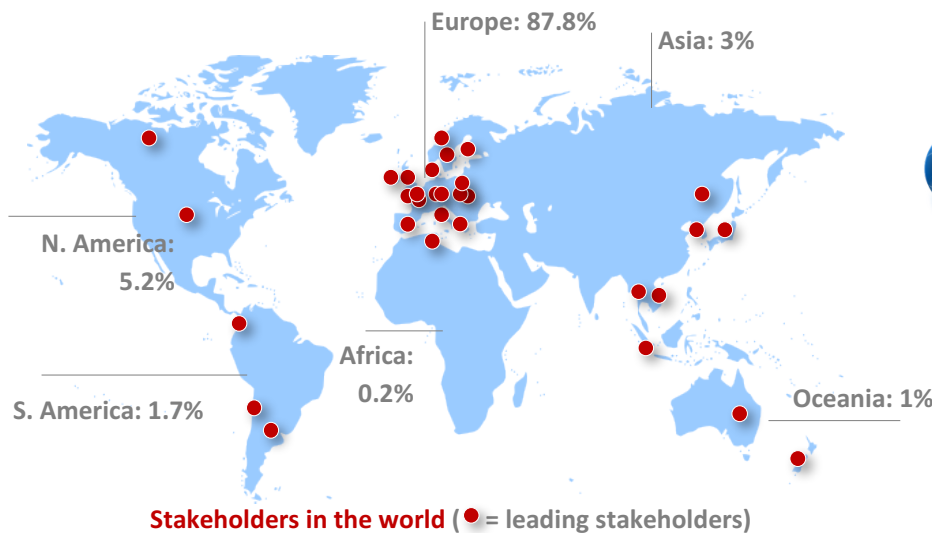 Europe: 87.8%
Asia: 3%
N. America:
5.2%
Africa:
0.2%
S. America: 1.7%
Oceania: 1%
Stakeholders in the world ( = leading stakeholders)